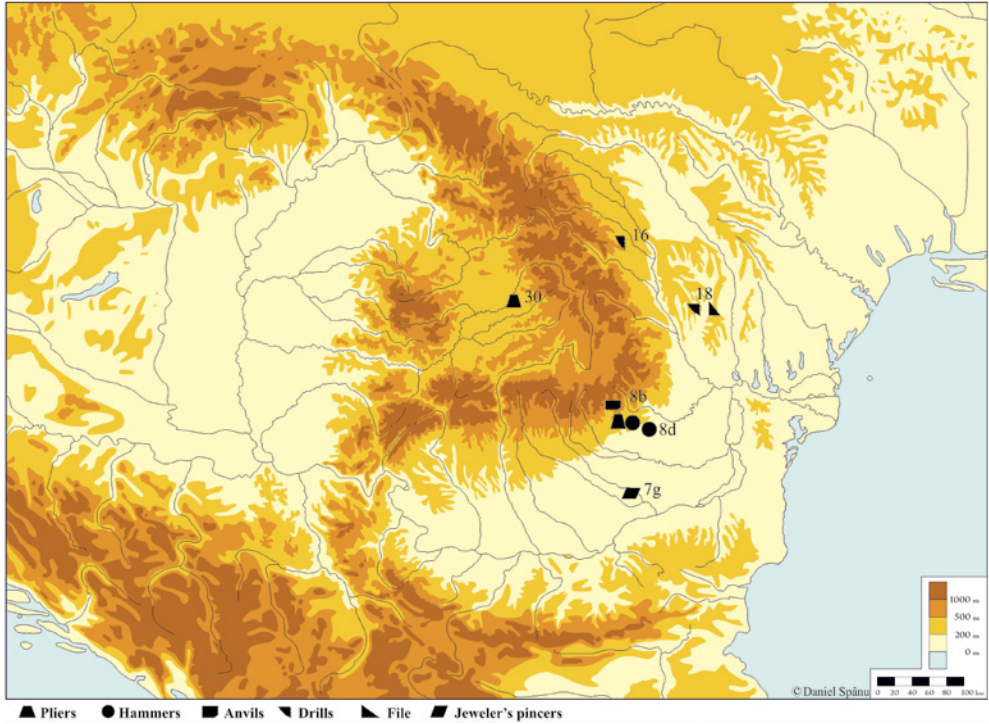 16
30
18
8b
8d
7g
1000 m
500 m
200 m
0 m
© Daniel Spânu
0 20 40 60 80 100 km
Pliers Hammers Anvils Drills File Jeweler's pincers